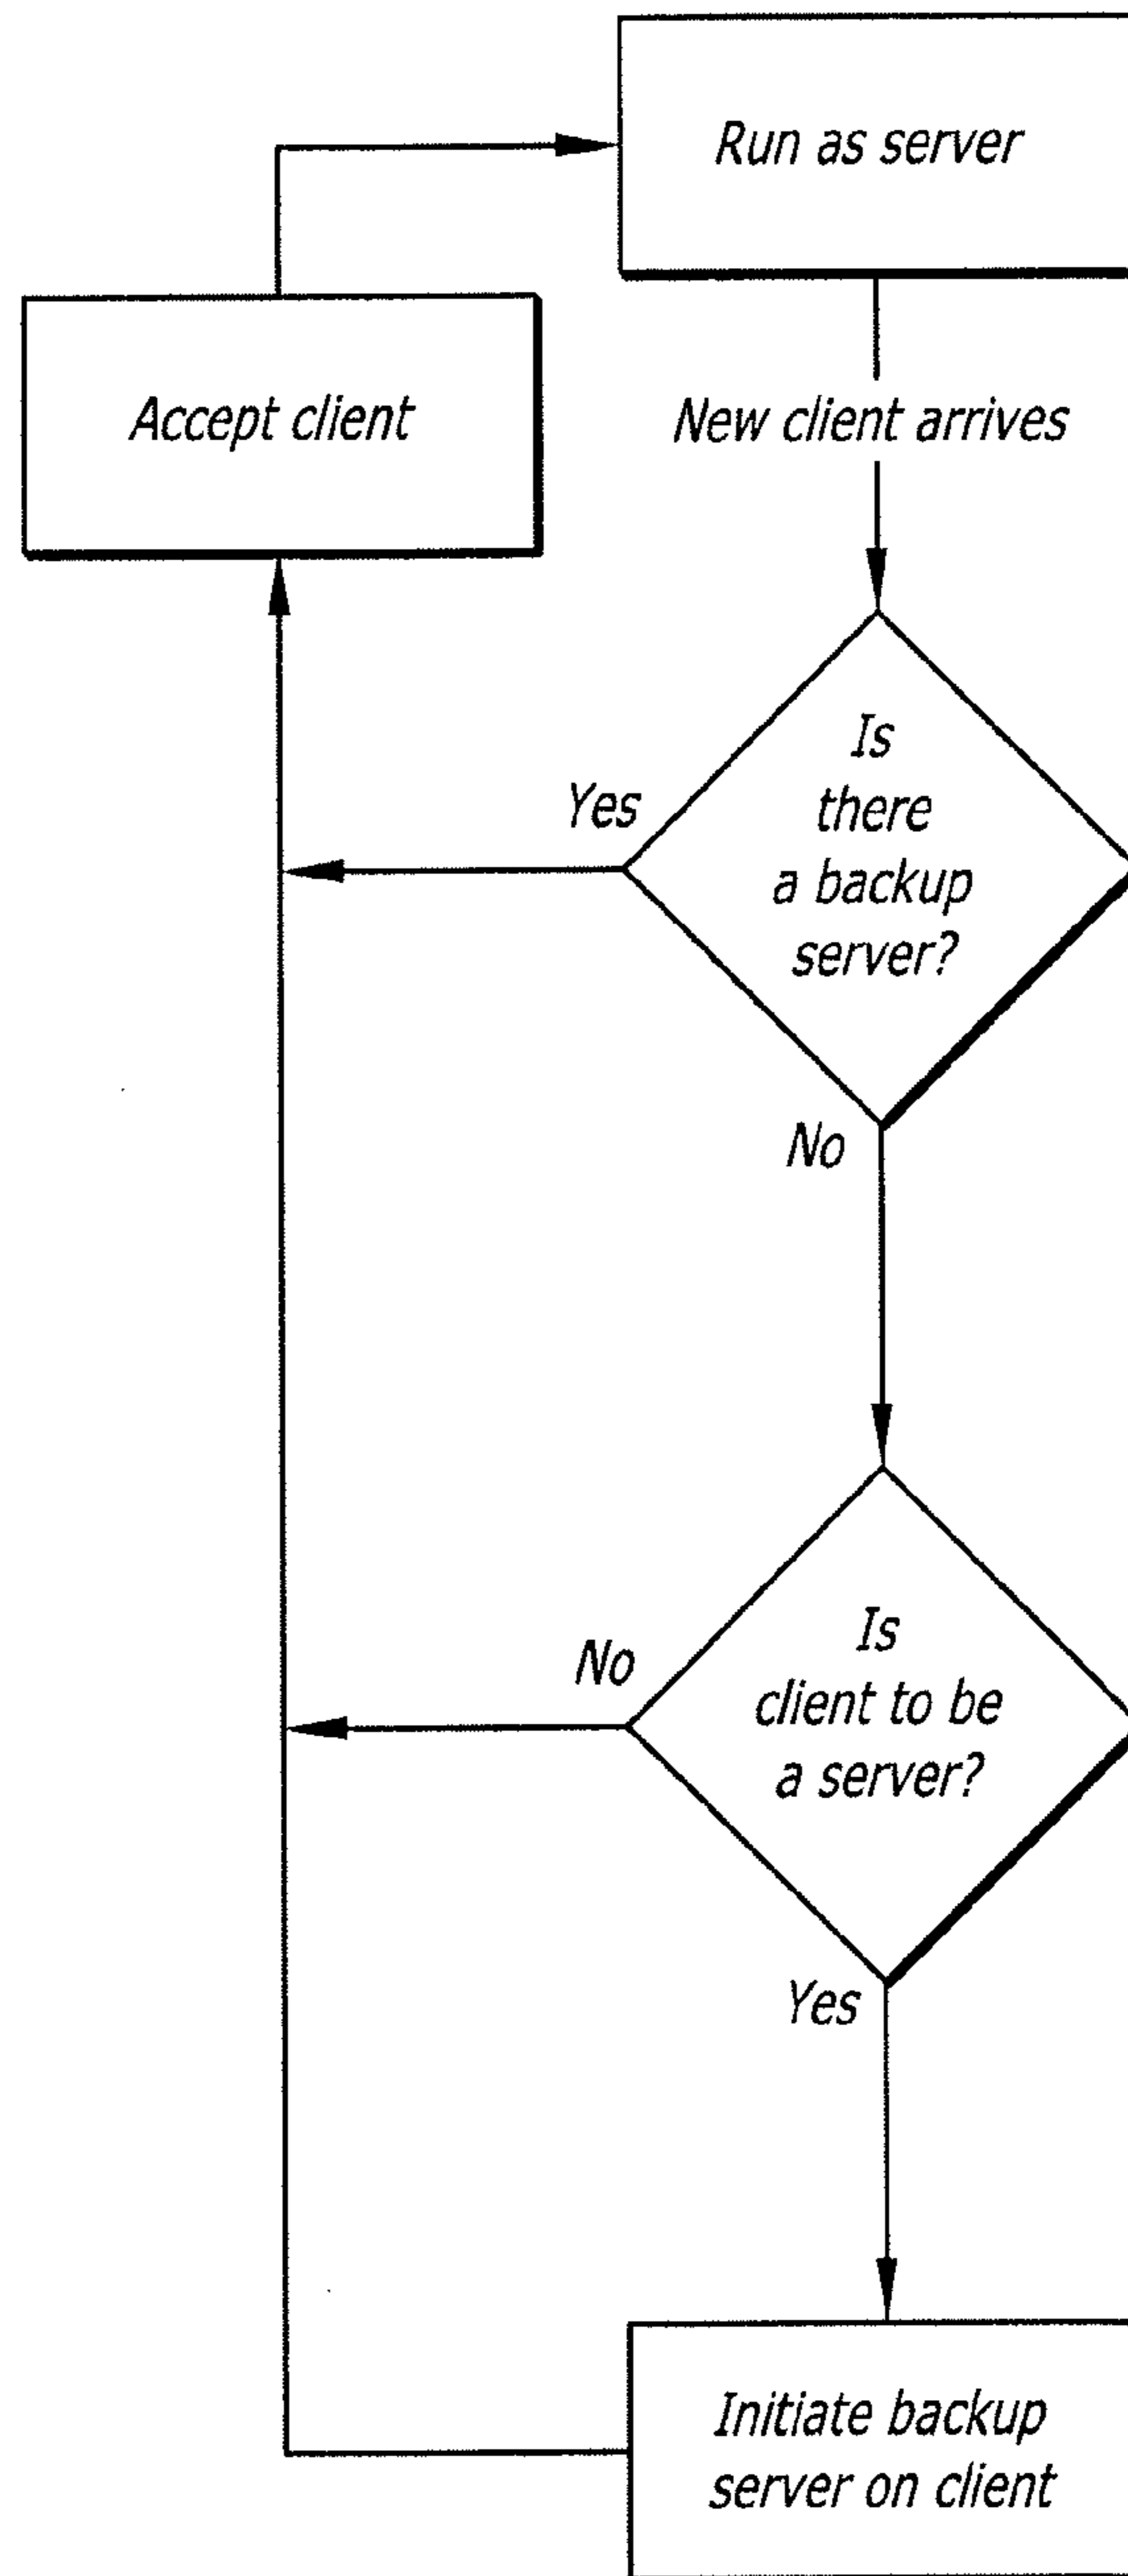 Run as server
Accept client
New client arrives
Is
there
a backup
server?
Yes
No
Is
client to be
a server?
No
Yes
Initiate backup
server on client